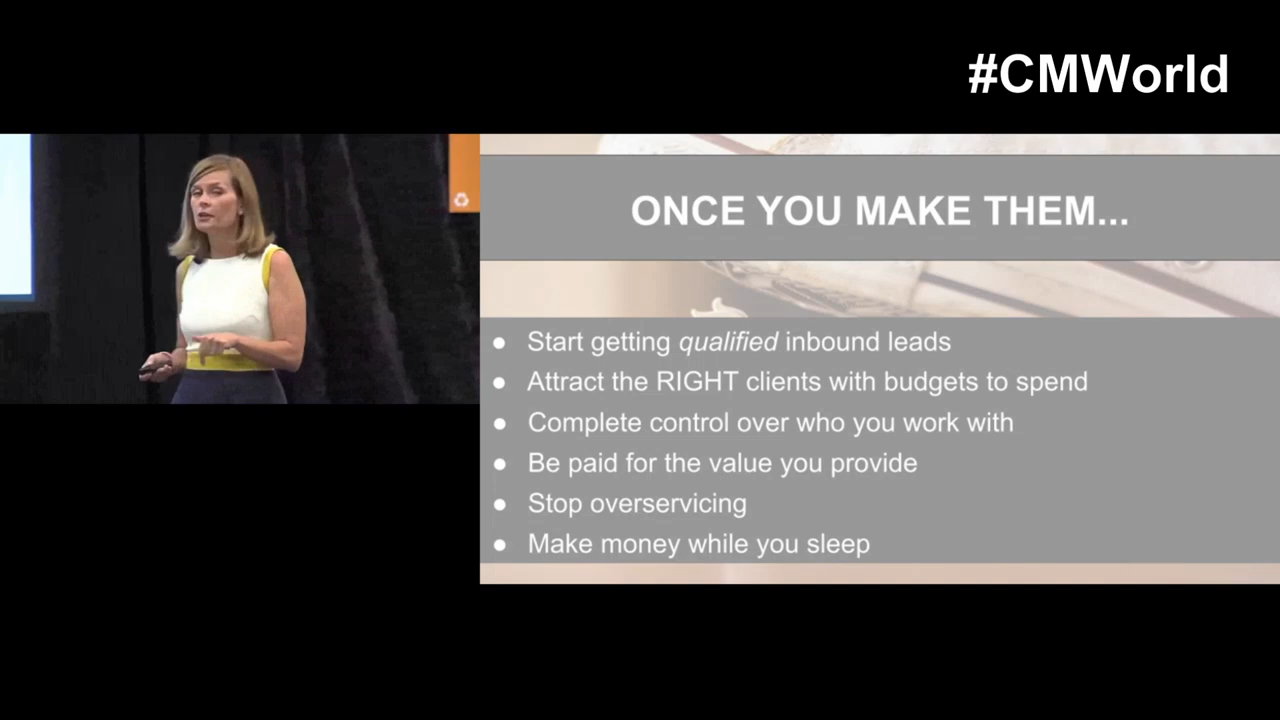 #CMWorld
ONCE YOU MAKE THEM...
● Start getting qualified inbound leads
● Attract the RIGHT clients with budgets to spend
● Complete control over who you work with
● Be paid for the value you provide
● Stop overservicing
● Make money while you sleep